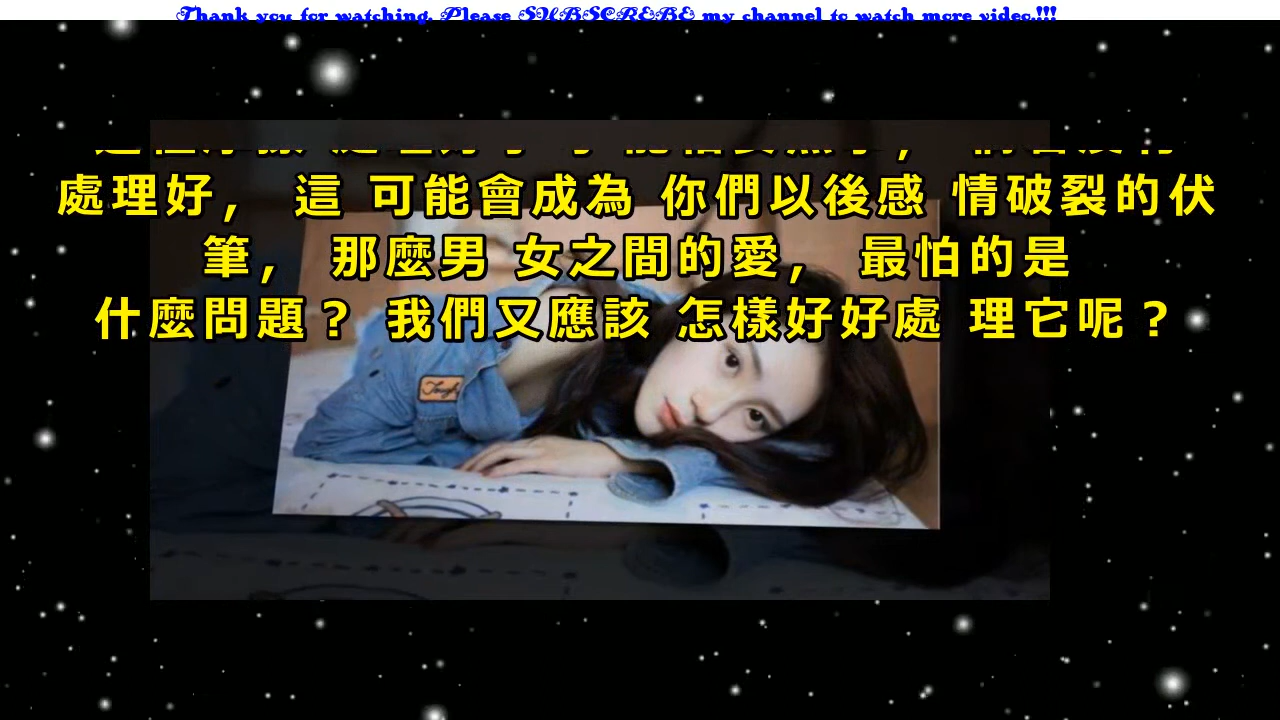 Thank you for watching. Please SUBSCREBE my channel to watch more video.!!!
處理好， 這 可能會成為 你們以後感 情破裂的伏
筆， 那麼男 女之間的愛， 最怕的是
什麼問題？ 我們又應該 怎樣好好處 理它呢？
Tough